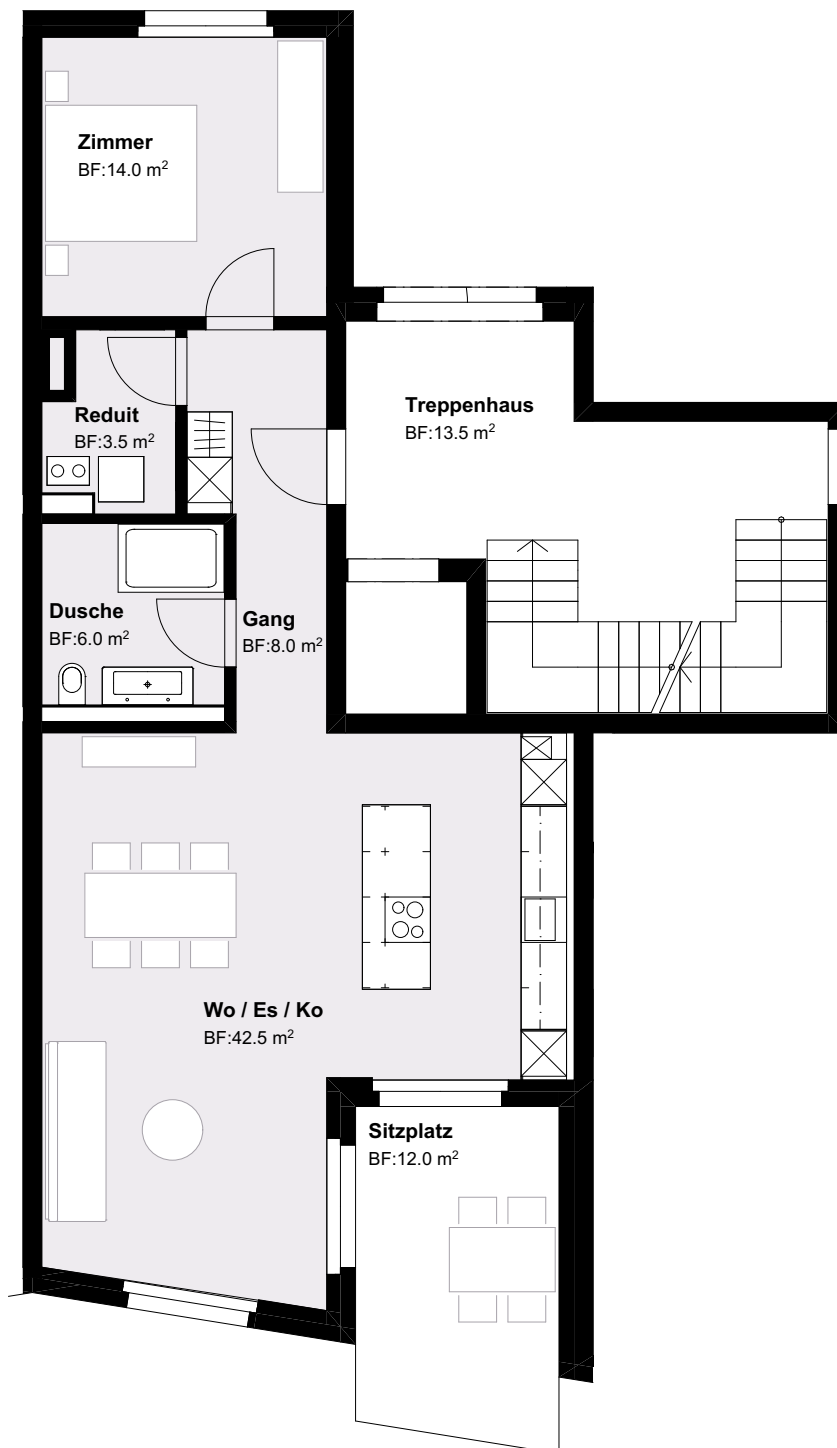 Zimmer
BF:14.0 m²
Treppenhaus
BF:13.5 m²
Reduit
BF:3.5 m²
Dusche
BF:6.0 m²
Gang
BF:8.0 m²
Wo / Es / Ko
BF:42.5 m²
Sitzplatz
BF:12.0 m²